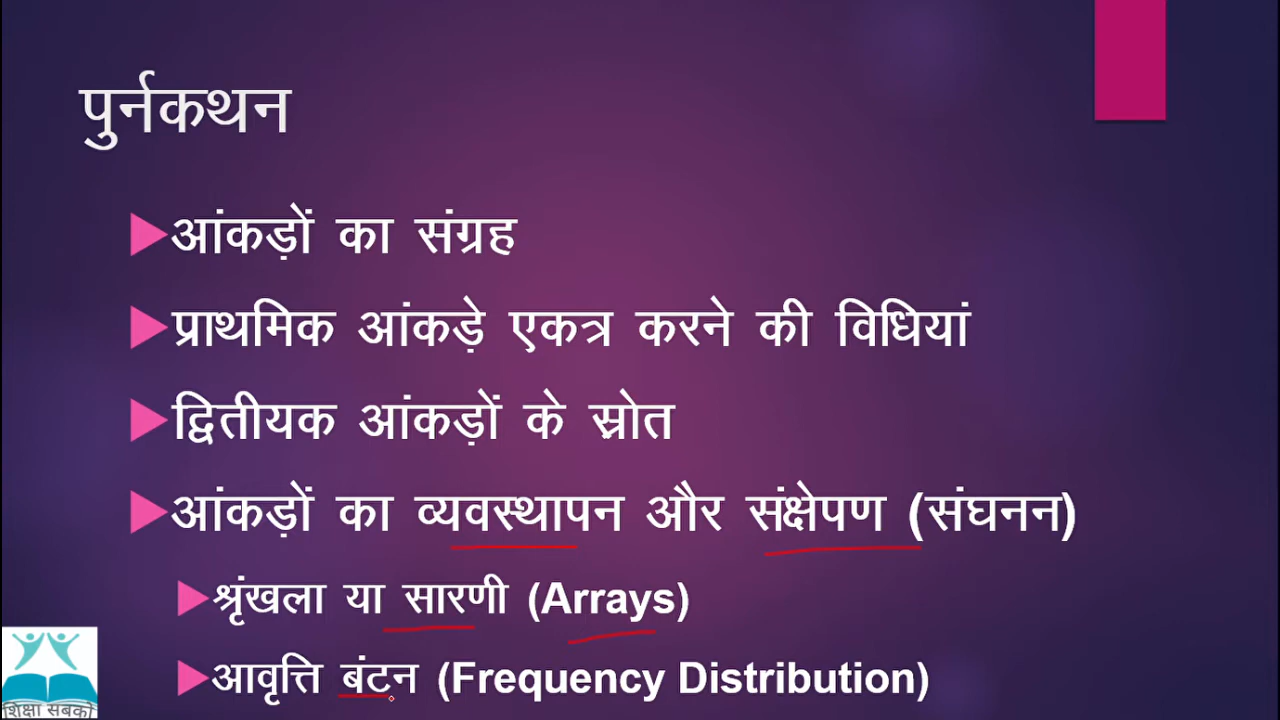 पुर्नकथन
आंकड़ों का संग्रह
प्राथमिक आंकड़े एकत्र करने की विधियां
द्वितीयक आंकड़ों के स्रोत
आंकड़ों का व्यवस्थापन और संक्षेपण (संघनन)
श्रृंखला या सारणी (Arrays)
आवृत्ति बंटन (Frequency Distribution)
शिक्षा सबको